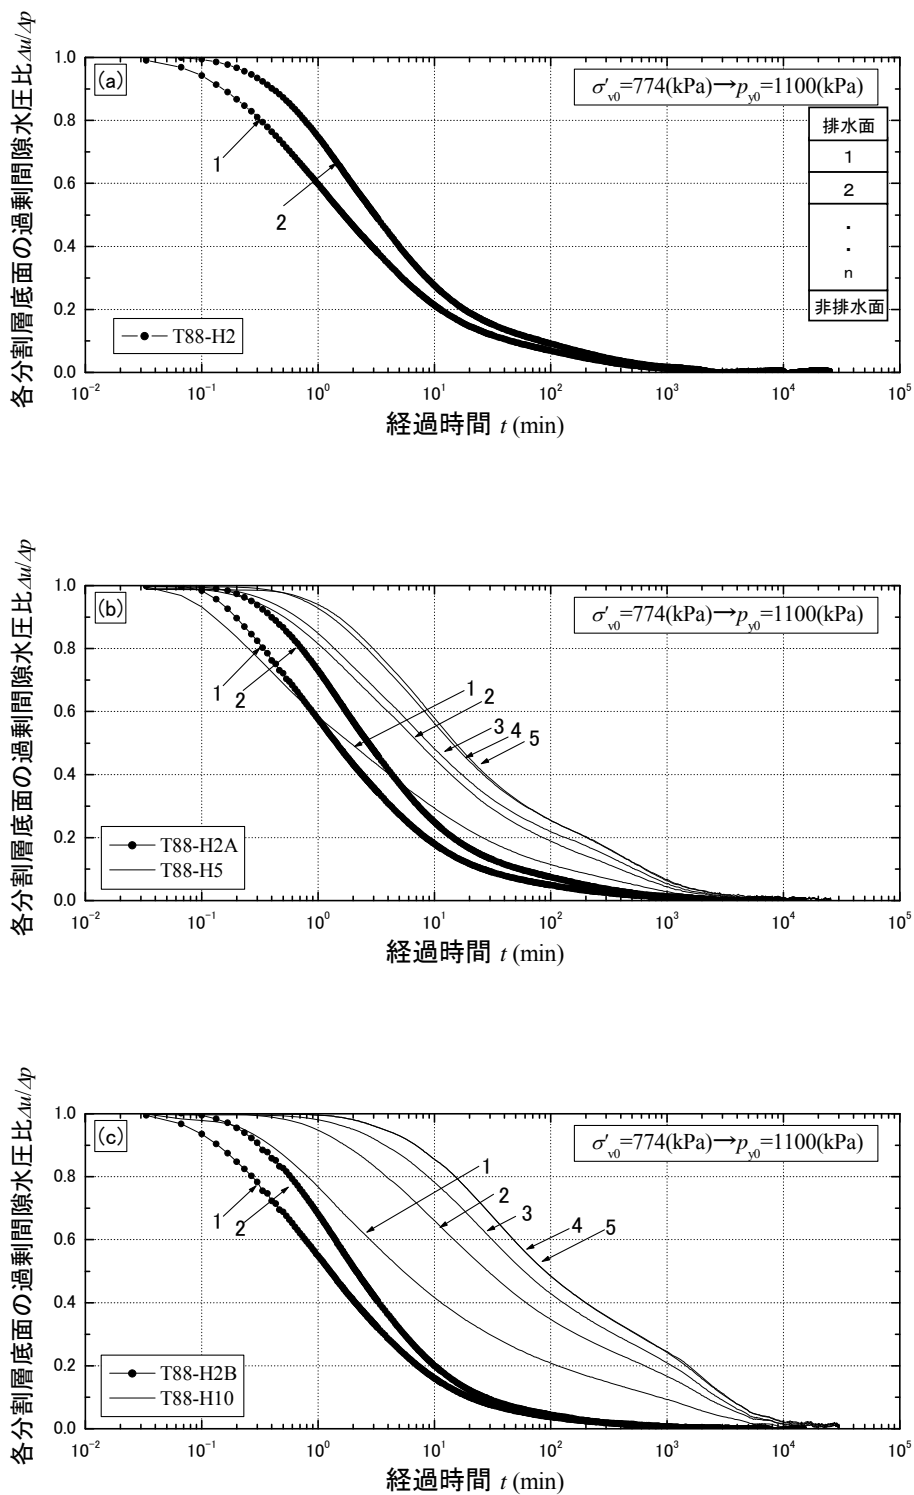 各分割層底面の過剰間隙水圧比Δu/Δp
1.0
0.8
0.6
0.4
0.2
0.0
(a)
σ′v0=774(kPa)→py0=1100(kPa)
排水面
1
2
・
・
n
非排水面
1
2
T88-H2
10⁻² 10⁻¹ 10⁰ 10¹ 10² 10³ 10⁴ 10⁵
経過時間 t (min)
各分割層底面の過剰間隙水圧比Δu/Δp
1.0
0.8
0.6
0.4
0.2
0.0
(b)
σ′v0=774(kPa)→py0=1100(kPa)
1
2
1
2
3
4
5
T88-H2A
T88-H5
10⁻² 10⁻¹ 10⁰ 10¹ 10² 10³ 10⁴ 10⁵
経過時間 t (min)
各分割層底面の過剰間隙水圧比Δu/Δp
1.0
0.8
0.6
0.4
0.2
0.0
(c)
σ′v0=774(kPa)→py0=1100(kPa)
1
2
1
2
3
4
5
T88-H2B
T88-H10
10⁻² 10⁻¹ 10⁰ 10¹ 10² 10³ 10⁴ 10⁵
経過時間 t (min)